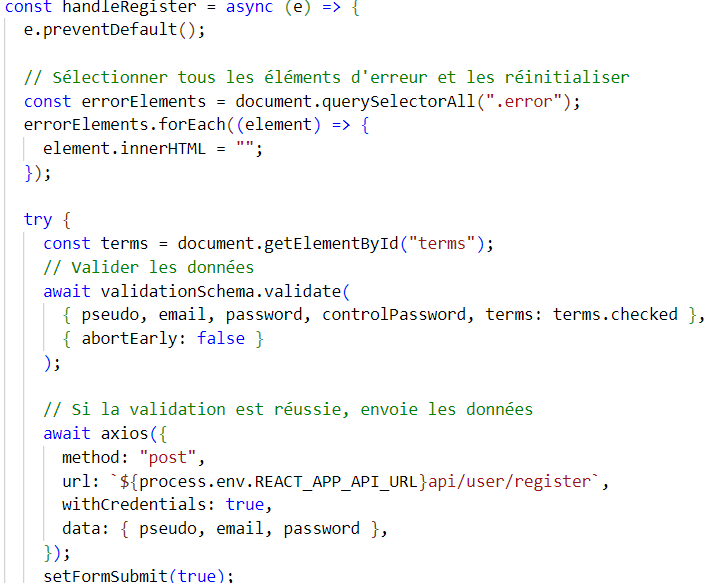 const handleRegister = async (e) => {
e.preventDefault();
// Sélectionner tous les éléments d'erreur et les réinitialiser
const errorElements = document.querySelectorAll(".error");
errorElements.forEach((element) => {
element.innerHTML = "";
});
try {
const terms = document.getElementById("terms");
// Valider les données
await validationSchema.validate(
{ pseudo, email, password, controlPassword, terms: terms.checked },
{ abortEarly: false }
);
// Si la validation est réussie, envoie les données
await axios({
method: "post",
url: `${process.env.REACT_APP_API_URL}api/user/register`,
withCredentials: true,
data: { pseudo, email, password },
});
setFormSubmit(true);